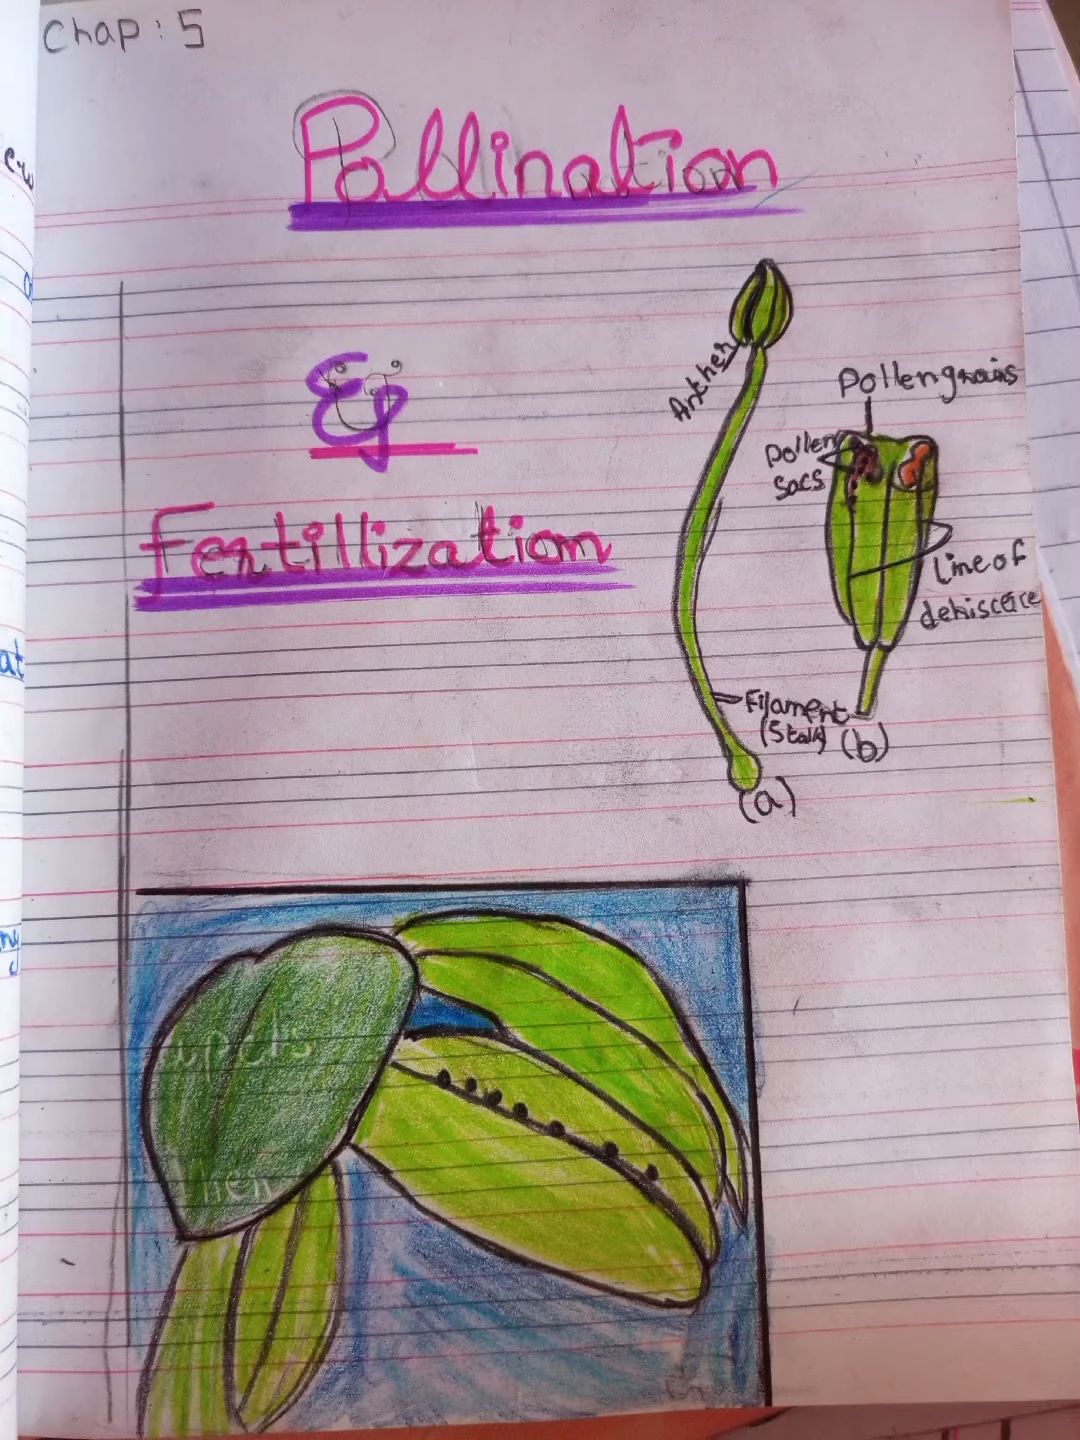 Chap : 5
Pollination
&
Fertillization
Anther
Pollengrains
Pollen
sacs
Line of
dehiscence
Filament
(Stalk)
(b)
(a)